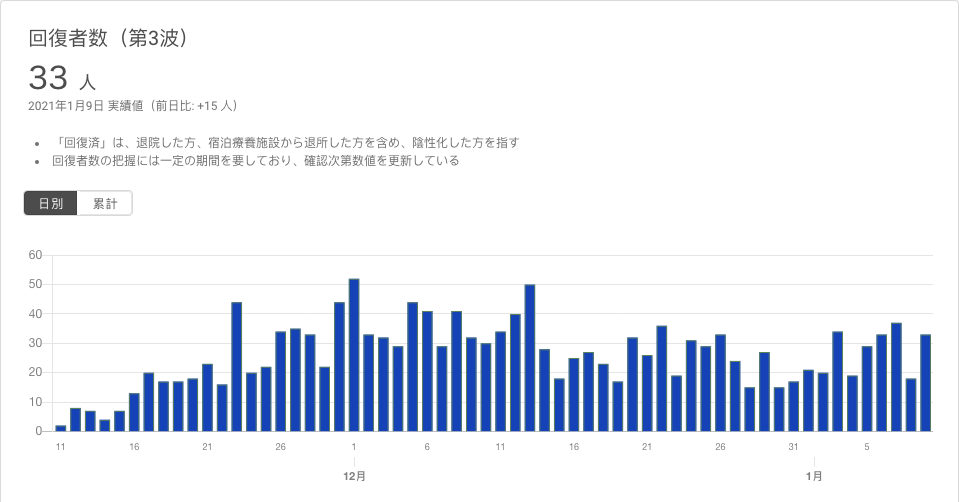 回復者数（第3波）
33 人
2021年1月9日 実績値（前日比: +15 人）
• 「回復済」は、退院した方、宿泊療養施設から退所した方を含め、陰性化した方を指す
• 回復者数の把握には一定の期間を要しており、確認次第数値を更新している
日別 累計
60
50
40
30
20
10
0
11 16 21 26 1 6 11 16 21 26 31 5
12月 1月